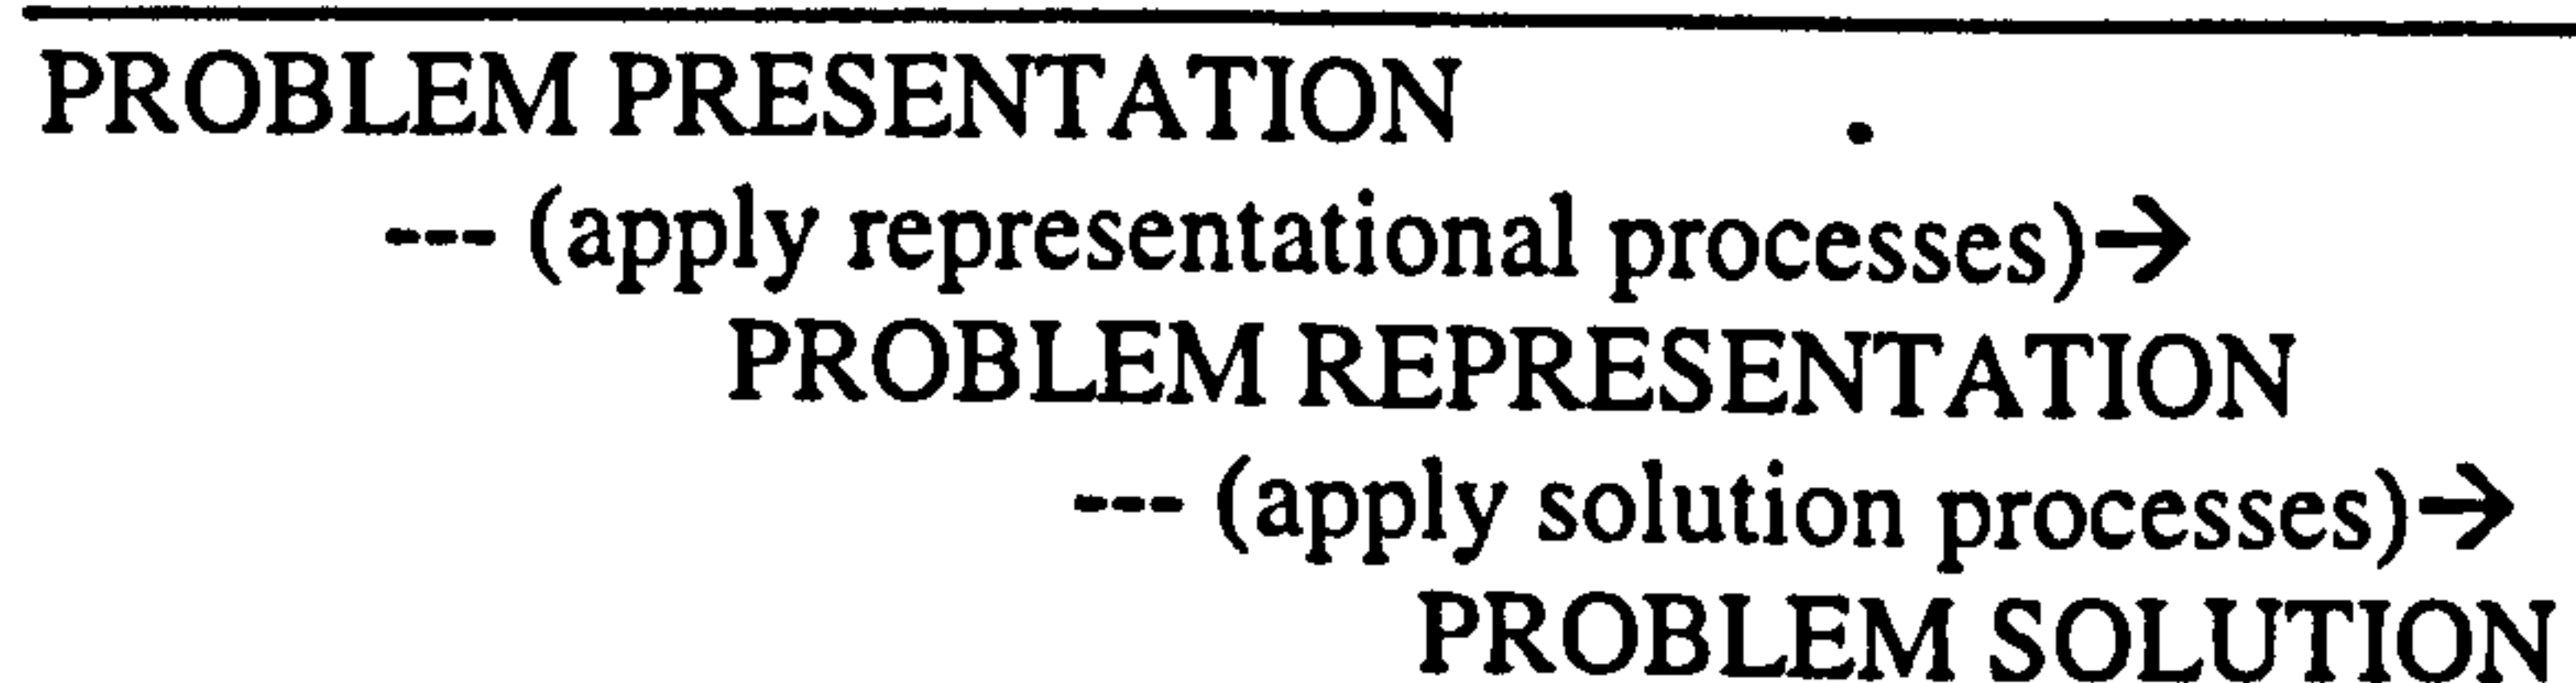 PROBLEM PRESENTATION
--- (apply representational processes)→
PROBLEM REPRESENTATION
--- (apply solution processes)→
PROBLEM SOLUTION